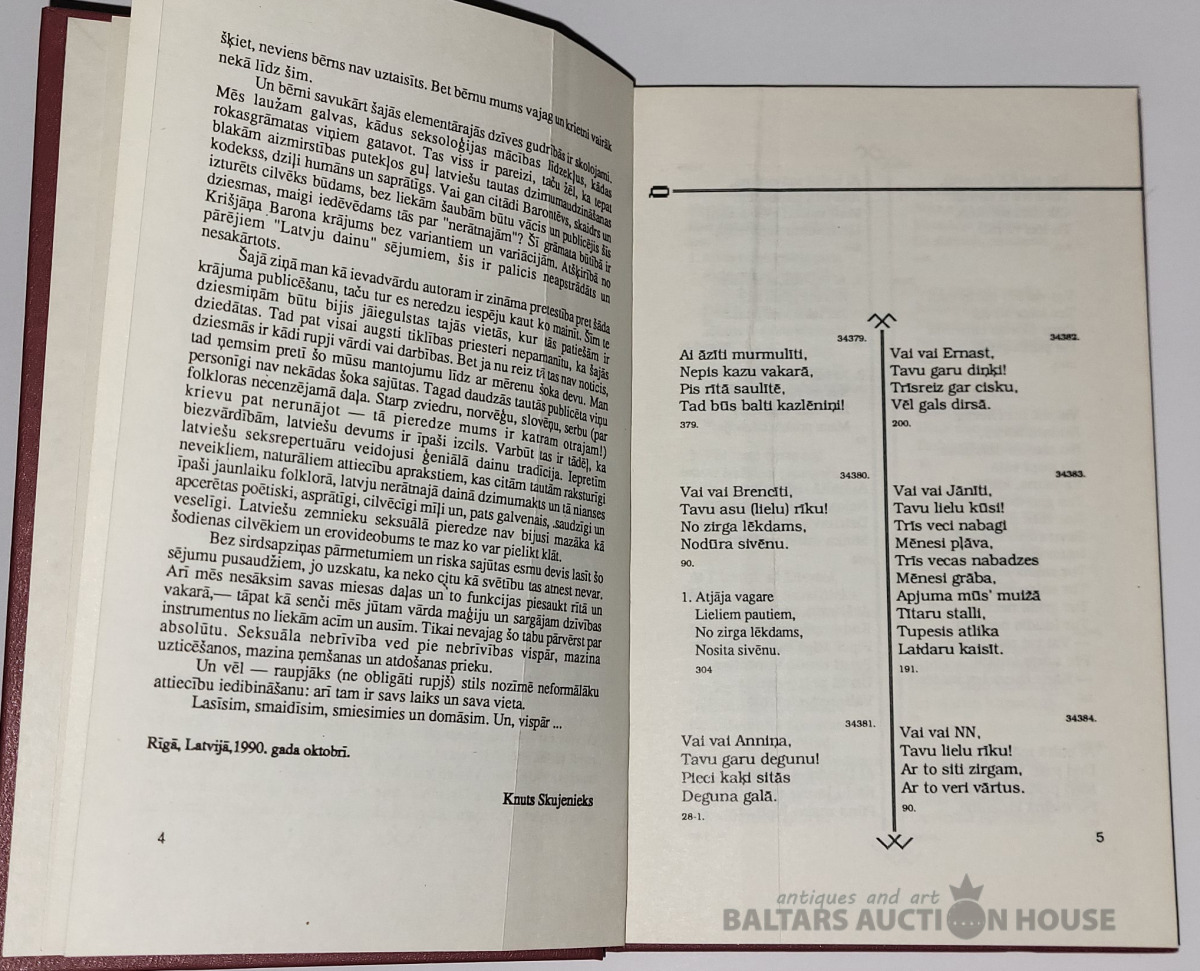 šķiet, neviens bērns nav uztaisīts. Bet bērnu mums vajag un krietni vairāk
nekā līdz šim.
Un bērni savukārt šajās elementārajās dzīves gudrībās ir skolojami.
Mēs laužam galvas, kādus seksoloģijas mācības līdzekļus, kādas
rokasgrāmatas viņiem gatavot. Tas viss ir pareizi, taču žēl, ka tepat
blakām aizmirstības putekļos guļ latviešu tautas dzimumaudzināšanas
kodekss, dziļi humāns un saprātīgs. Vai gan citādi Barontēvs, skaidrs un
izturēts cilvēks būdams, bez liekām šaubām būtu vācis un publicējis šīs
dziesmas, maigi iedēvēdams tās par "nerātnajām"? Šī grāmata būtībā ir
Krišjāņa Barona krājums bez variantiem un variācijām. Atšķirībā no
pārējiem "Latvju dainu" sējumiem, šis ir palicis neapstrādāts un
nesakārtots.
Šajā ziņā man kā ievadvārdu autoram ir zināma pretestība pret šāda
krājuma publicēšanu, taču tur es neredzu iespēju kaut ko mainīt. Šīm te
dziesmiņām būtu bijis jāiegulstas tajās vietās, kur tās patiešām ir
dziedātas. Tad pat visai augsti tiklības priesteri nepamanītu, ka šajās
dziesmās ir kādi rupji vārdi vai darbības. Bet ja nu reiz tā tas nav noticis,
tad ņemsim pretī šo mūsu mantojumu līdz ar mērenu šoka devu. Man
personīgi nav nekādas šoka sajūtas. Tagad daudzās tautās publicēta viņu
folkloras necenzējamā daļa. Starp zviedru, norvēģu, slovēņu, serbu (par
krievu pat nerunājot — tā pieredze mums ir katram otrajam!)
biezvārdībām, latviešu devums ir īpaši izcils. Varbūt tas ir tādēļ, ka
latviešu seksrepertuāru veidojusi ģeniālā dainu tradīcija. Iepretim
neveikliem, naturāliem attiecību aprakstiem, kas citām tautām raksturīgi
īpaši jaunlaiku folklorā, latvju nerātnajā dainā dzimumakts un tā nianses
apcerētas poētiski, asprātīgi, cilvēcīgi mīļi un, pats galvenais, saudzīgi un
veselīgi. Latviešu zemnieku seksuālā pieredze nav bijusi mazāka kā
šodienas cilvēkiem un erovideobums te maz ko var pielikt klāt.
Bez sirdsapziņas pārmetumiem un riska sajūtas esmu devis lasīt šo
sējumu pusaudžiem, jo uzskatu, ka neko citu kā svētību tas atnest nevar.
Arī mēs nesāksim savas miesas daļas un to funkcijas piesaukt rītā un
vakarā,— tāpat kā senči mēs jūtam vārda maģiju un sargājam dzīvības
instrumentus no liekām acīm un ausīm. Tikai nevajag šo tabu pārvērst par
absolūtu. Seksuāla nebrīvība ved pie nebrīvības vispār, mazina
uzticēšanos, mazina ņemšanas un atdošanas prieku.
Un vēl — raupjāks (ne obligāti rupjš) stils nozīmē neformālāku
attiecību iedibināšanu: arī tam ir savs laiks un sava vieta.
Lasīsim, smaidīsim, smiesimies un domāsim. Un, vispār ...
Rīgā, Latvijā,1990. gada oktobrī.
Knuts Skujenieks
4
34379.
Ai āzīti murmulīti,
Nepis kazu vakarā,
Pis rītā saulītē,
Tad būs balti kazlēniņi!
379.
34380.
Vai vai Brencīti,
Tavu asu (lielu) rīku!
No zirga lēkdams,
Nodūra sivēnu.
90.
1. Atjāja vagare
Lieliem pautiem,
No zirga lēkdams,
Nosita sivēnu.
304
34381.
Vai vai Anniņa,
Tavu garu degunu!
Pieci kaķi sitās
Deguna galā.
28-1.
34382.
Vai vai Ernast,
Tavu garu diņķi!
Trīsreiz gar cisku,
Vēl gals dirsā.
200.
34383.
Vai vai Jānīti,
Tavu lielu kūsi!
Trīs veci nabagi
Mēnesi pļāva,
Trīs vecas nabadzes
Mēnesi grāba,
Apjuma mūs' muižā
Tītaru stalli,
Tupesis atlika
Laidaru kaisīt.
191.
34384.
Vai vai NN,
Tavu lielu rīku!
Ar to siti zirgam,
Ar to veri vārtus.
90.
5
antiques and art
BALTARS AUCTION HOUSE